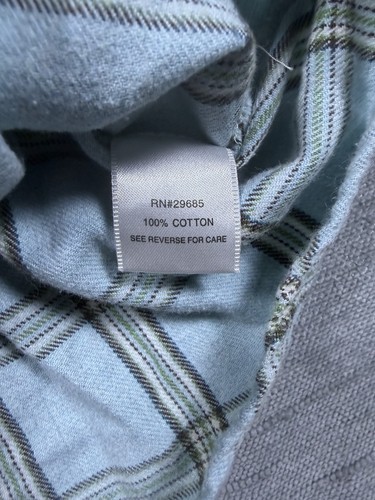 RN#29685
100% COTTON
SEE REVERSE FOR CARE